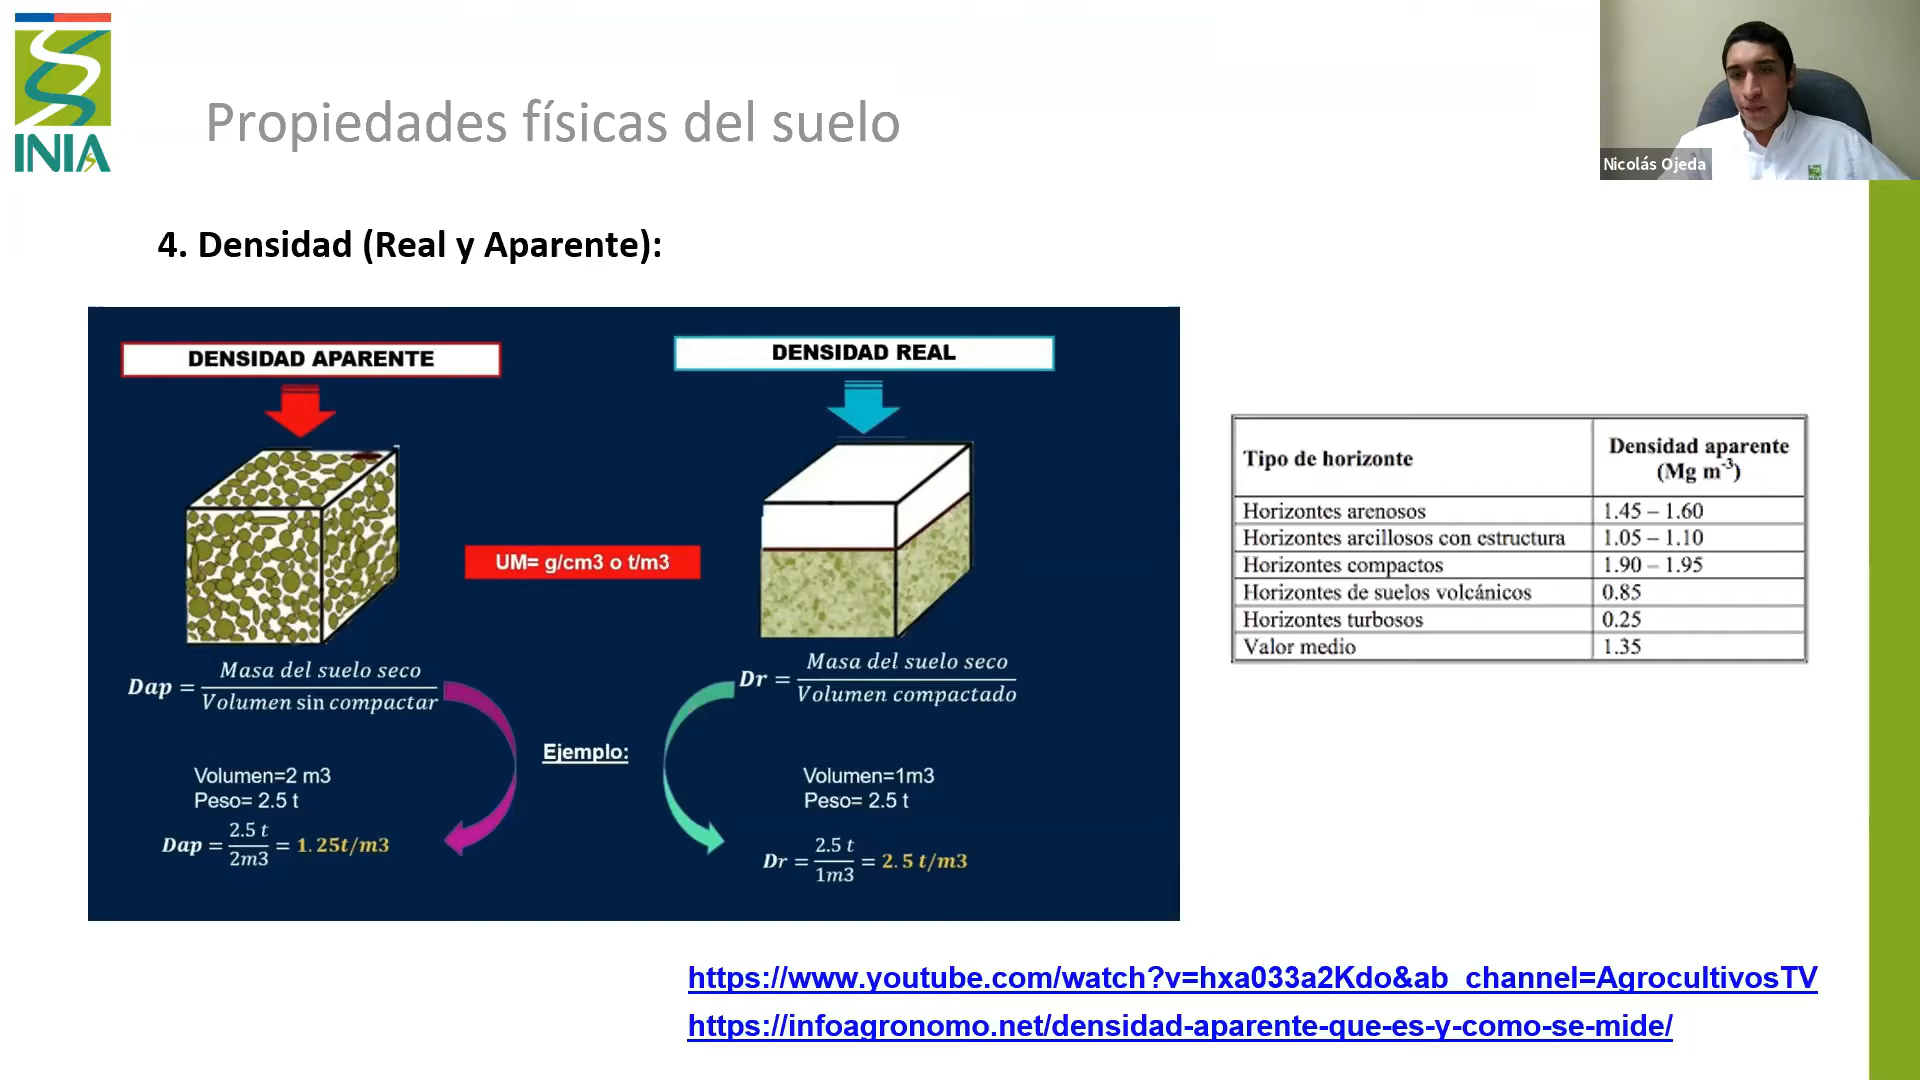 INIA
Propiedades físicas del suelo
Nicolás Ojeda
4. Densidad (Real y Aparente):
DENSIDAD APARENTE
DENSIDAD REAL
UM= g/cm3 o t/m3
Dap = Masa del suelo seco / Volumen sin compactar
Dr = Masa del suelo seco / Volumen compactado
Ejemplo:
Volumen=2 m3
Peso= 2.5 t
Dap = 2.5 t / 2m3 = 1.25t/m3
Volumen=1m3
Peso= 2.5 t
Dr = 2.5 t / 1m3 = 2.5 t/m3
Tipo de horizonte Densidad aparente (Mg m-3)
Horizontes arenosos 1.45 – 1.60
Horizontes arcillosos con estructura 1.05 – 1.10
Horizontes compactos 1.90 – 1.95
Horizontes de suelos volcánicos 0.85
Horizontes turbosos 0.25
Valor medio 1.35
https://www.youtube.com/watch?v=hxa033a2Kdo&ab_channel=AgrocultivosTV
https://infoagronomo.net/densidad-aparente-que-es-y-como-se-mide/